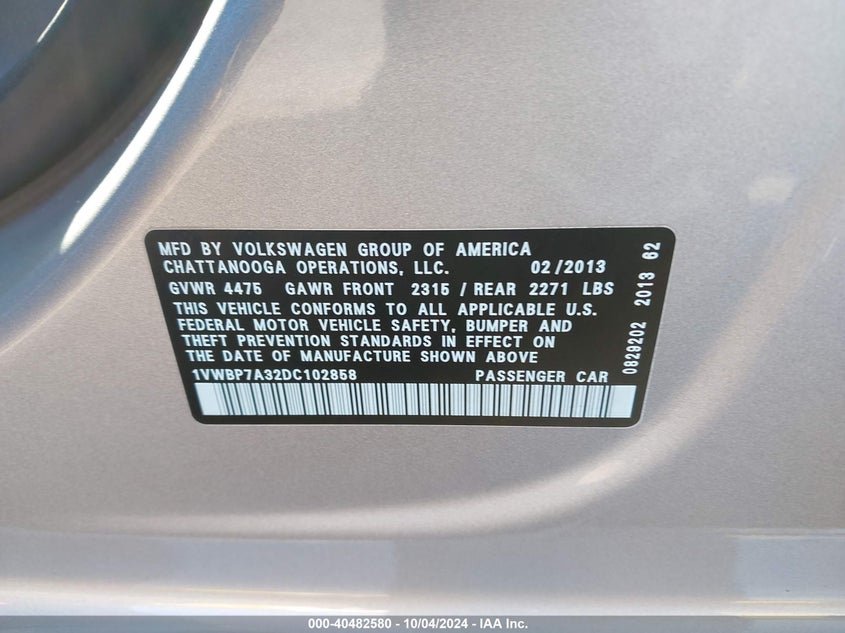 MFD BY VOLKSWAGEN GROUP OF AMERICA
CHATTANOOGA OPERATIONS, LLC. 02/2013
GVWR 4475 GAWR FRONT 2315 / REAR 2271 LBS
THIS VEHICLE CONFORMS TO ALL APPLICABLE U.S.
FEDERAL MOTOR VEHICLE SAFETY, BUMPER AND
THEFT PREVENTION STANDARDS IN EFFECT ON
THE DATE OF MANUFACTURE SHOWN ABOVE
1VWBP7A32DC102858 PASSENGER CAR
0829202 2013 62
000-40482580 - 10/04/2024 - IAA Inc.